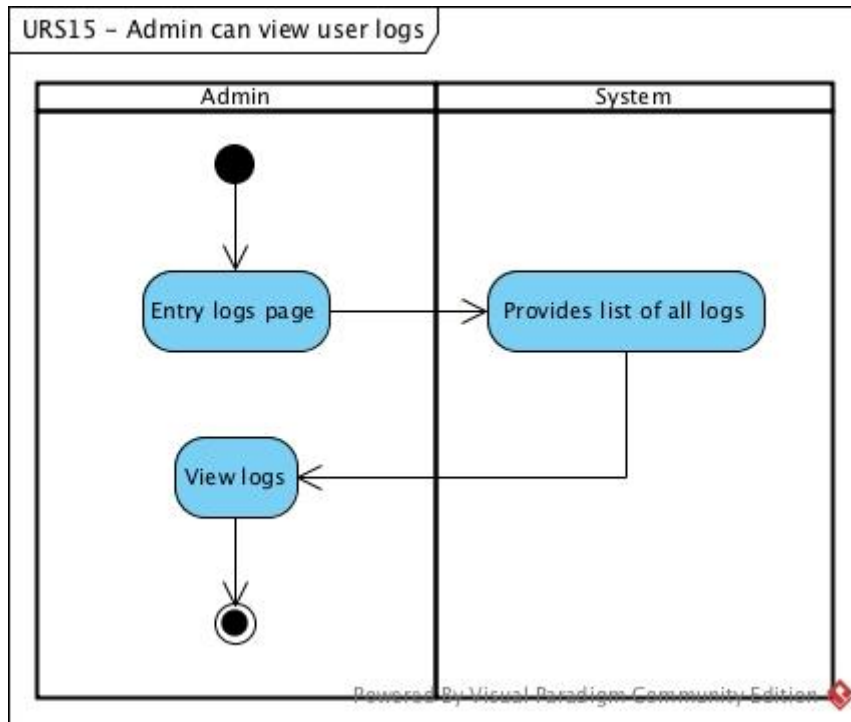 URS15 – Admin can view user logs
Admin
System
Entry logs page
Provides list of all logs
View logs
Powered By Visual Paradigm Community Edition